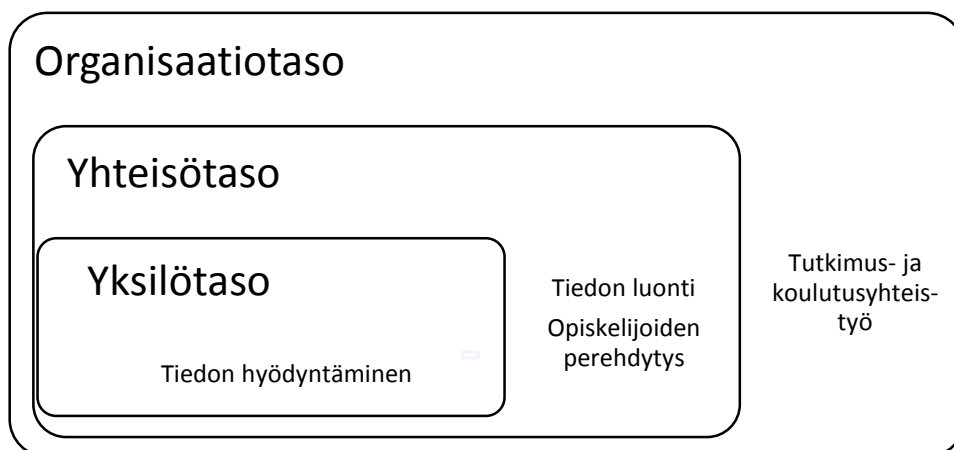 Organisaatiotaso
Yhteisötaso
Yksilötaso
Tiedon hyödyntäminen
Tiedon luonti
Opiskelijoiden
perehdytys
Tutkimus- ja
koulutusyhteis-
työ